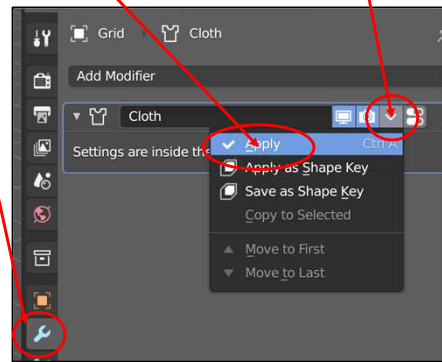 Grid Cloth
Add Modifier
Cloth
Settings are inside the
Apply Ctrl A
Apply as Shape Key
Save as Shape Key
Copy to Selected
Move to First
Move to Last